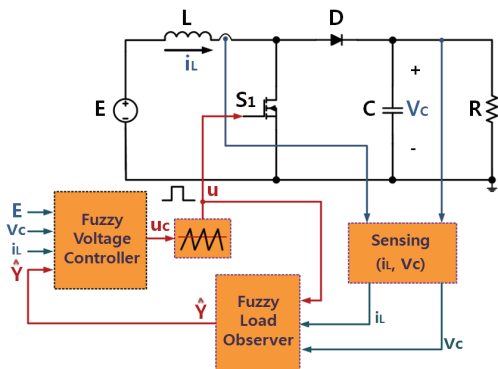 L
D
iL
E
S1
C
+
Vc
-
R
u
E
Vc
iL
Ŷ
Fuzzy
Voltage
Controller
uc
Sensing
(iL, Vc)
Fuzzy
Load
Observer
Ŷ
iL
Vc